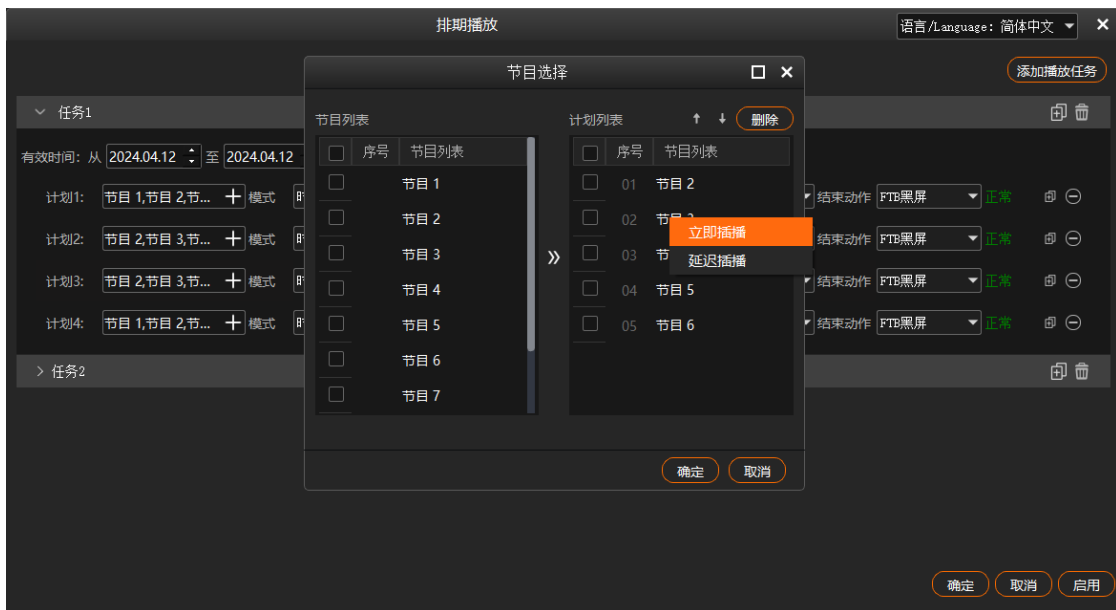 排期播放
语言/Language: 简体中文
添加播放任务
任务1
有效时间: 从 2024.04.12 至 2024.04.12
计划1: 节目 1,节目 2,节... 模式 结束动作 FTB黑屏 正常
计划2: 节目 2,节目 3,节... 模式 结束动作 FTB黑屏 正常
计划3: 节目 2,节目 3,节... 模式 结束动作 FTB黑屏 正常
计划4: 节目 1,节目 2,节... 模式 结束动作 FTB黑屏 正常
任务2
节目选择
节目列表
序号 节目列表
节目 1
节目 2
节目 3
节目 4
节目 5
节目 6
节目 7
计划列表 删除
序号 节目列表
01 节目 2
02
03
04 节目 5
05 节目 6
立即插播
延迟插播
确定 取消
确定 取消 启用